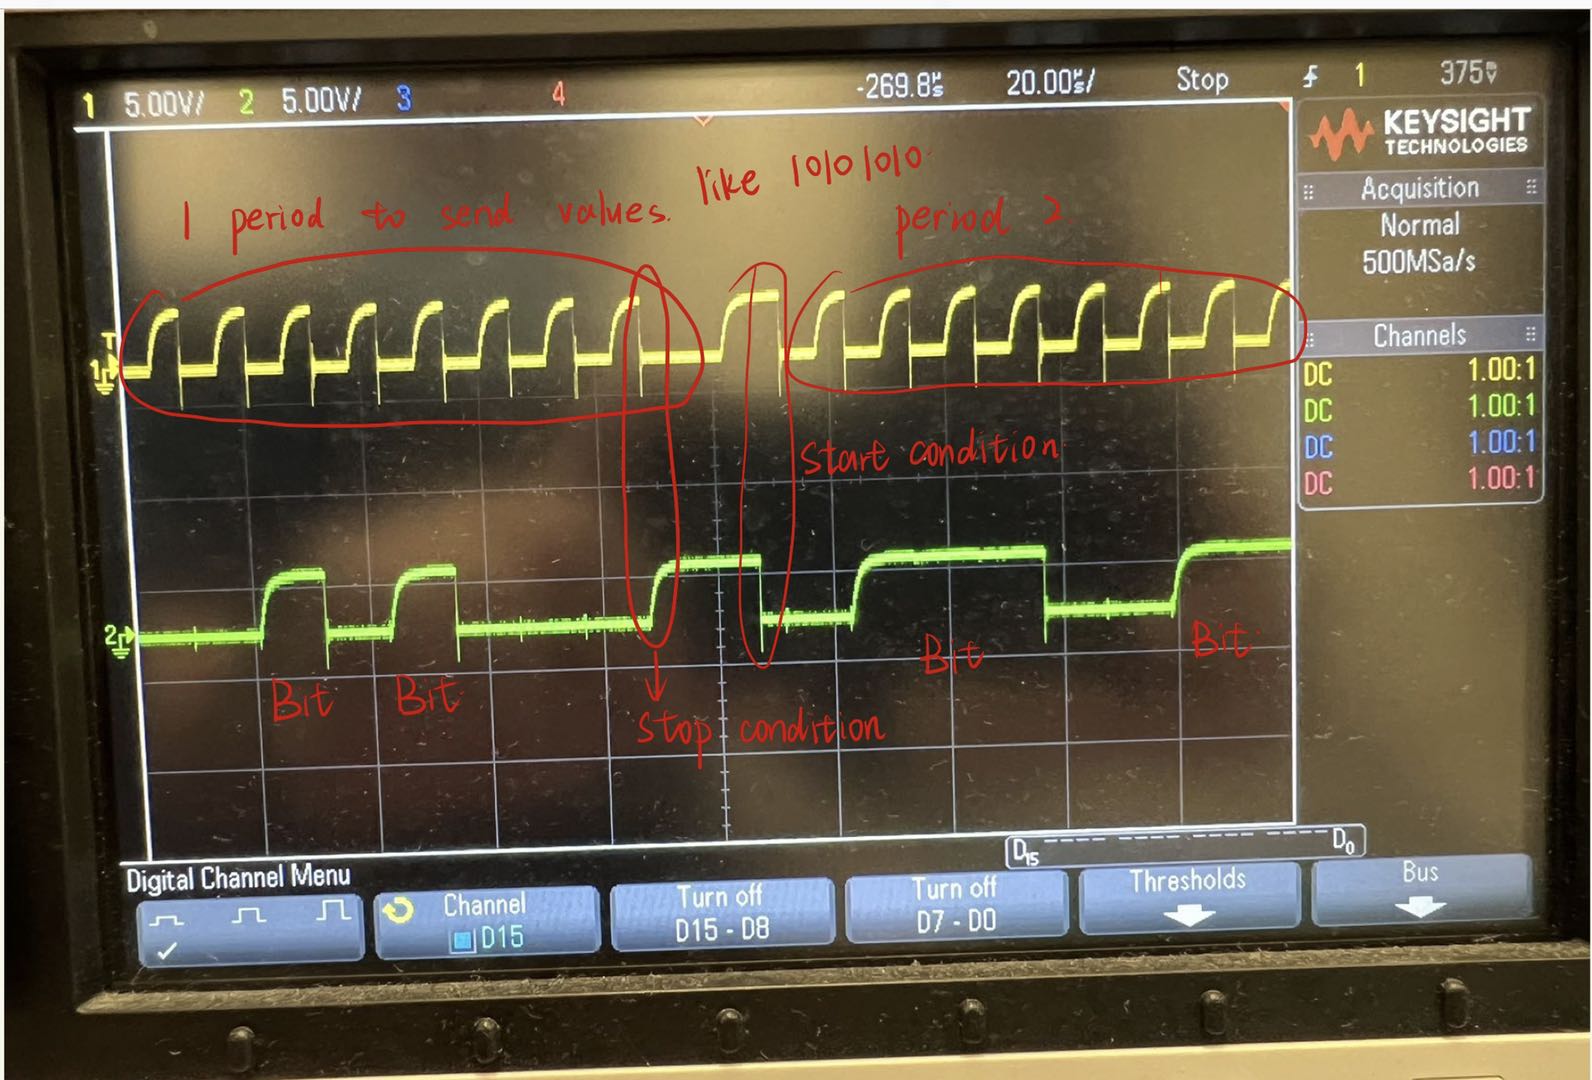 1 5.00V/ 2 5.00V/ 3 4 -269.8µs 20.00µs/ Stop 1 375
KEYSIGHT
TECHNOLOGIES
Acquisition
Normal
500MSa/s
Channels
DC 1.00:1
DC 1.00:1
DC 1.00:1
DC 1.00:1
1 period to send values. like 10101010
period 2
T
1
Start condition
2
Bit Bit Bit Bit
Stop condition
D15 D0
Digital Channel Menu
Channel
D15
Turn off
D15 - D8
Turn off
D7 - D0
Thresholds
Bus